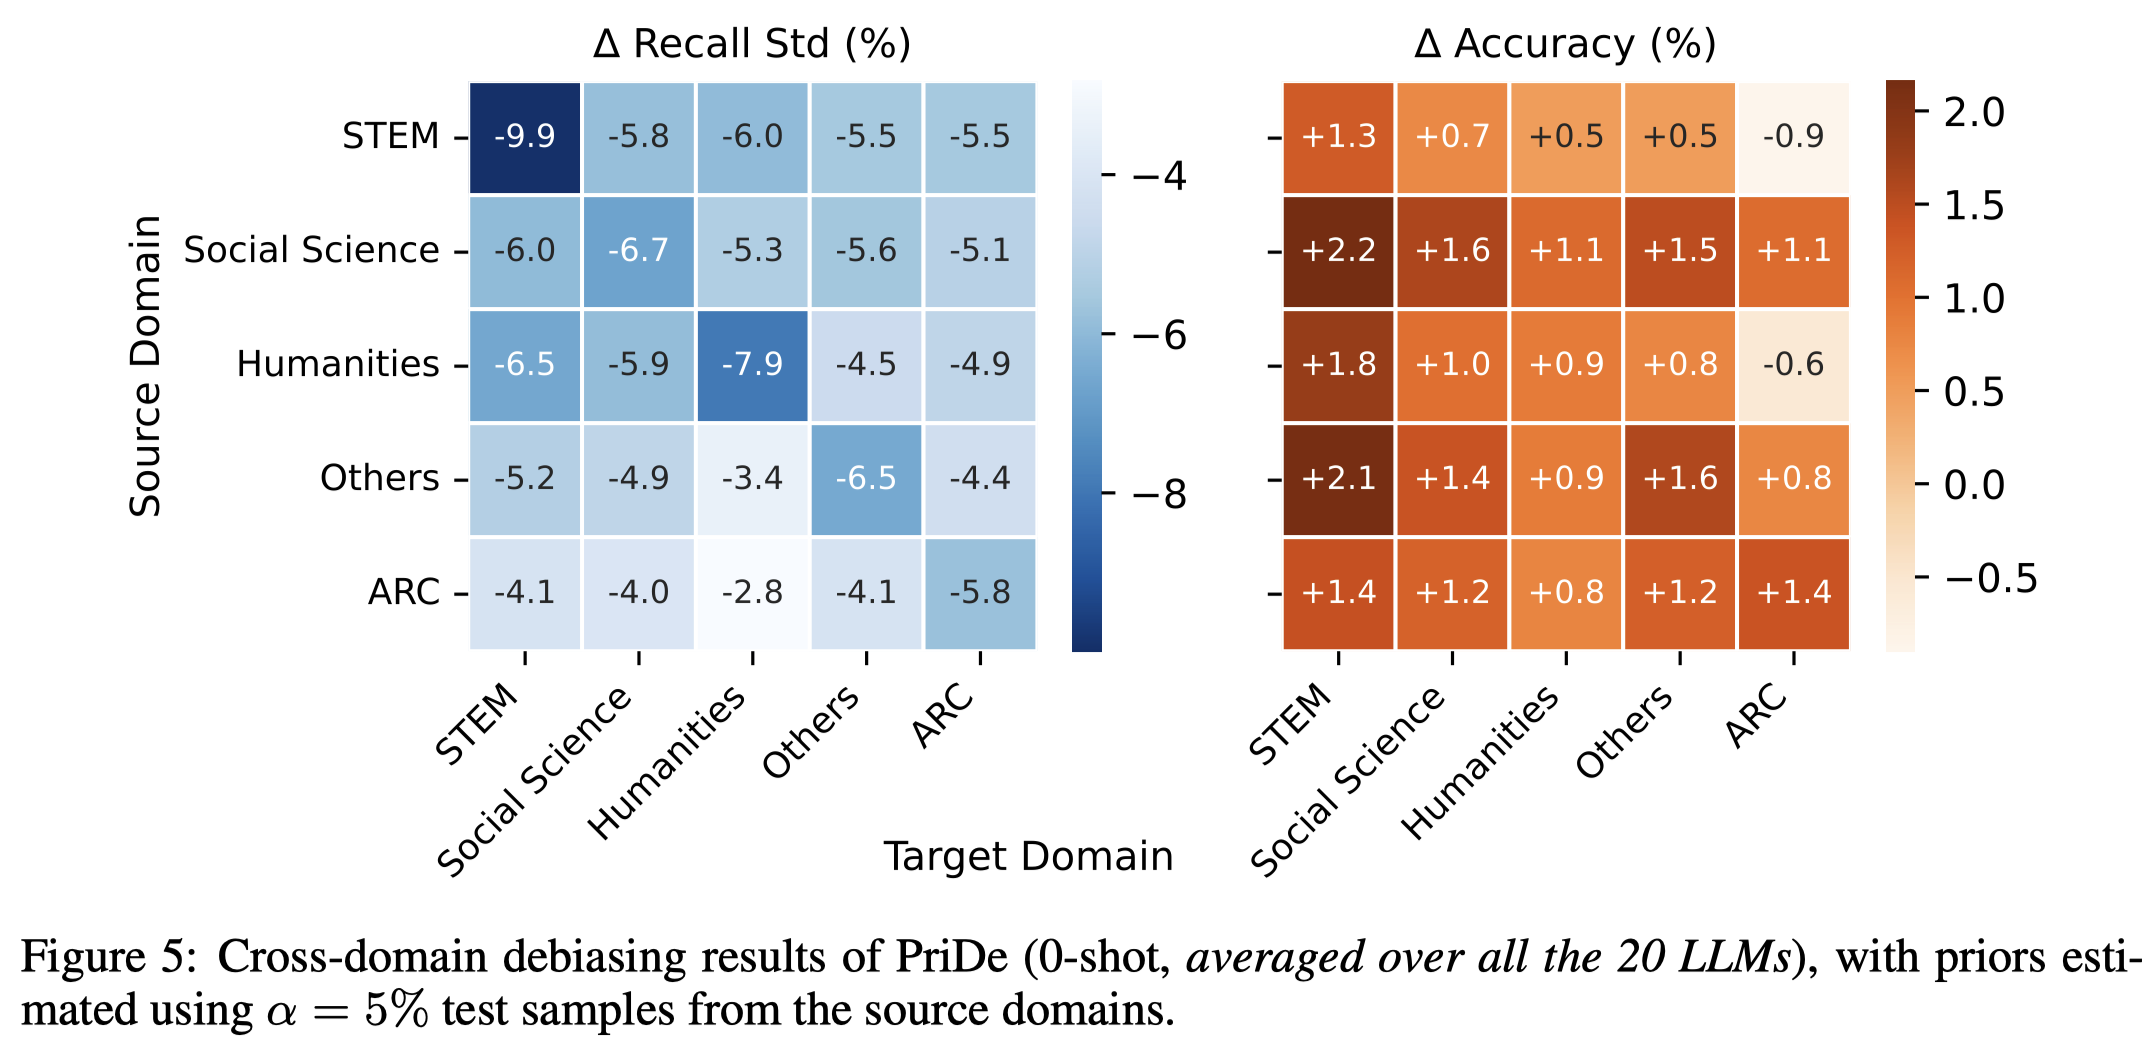 Δ Recall Std (%)
Δ Accuracy (%)
Source Domain
STEM
-9.9 -5.8 -6.0 -5.5 -5.5
Social Science
-6.0 -6.7 -5.3 -5.6 -5.1
Humanities
-6.5 -5.9 -7.9 -4.5 -4.9
Others
-5.2 -4.9 -3.4 -6.5 -4.4
ARC
-4.1 -4.0 -2.8 -4.1 -5.8
STEM
Social Science
Humanities
Others
ARC
−4
−6
−8
+1.3 +0.7 +0.5 +0.5 -0.9
+2.2 +1.6 +1.1 +1.5 +1.1
+1.8 +1.0 +0.9 +0.8 -0.6
+2.1 +1.4 +0.9 +1.6 +0.8
+1.4 +1.2 +0.8 +1.2 +1.4
STEM
Social Science
Humanities
Others
ARC
2.0
1.5
1.0
0.5
0.0
−0.5
Target Domain
Figure 5: Cross-domain debiasing results of PriDe (0-shot, averaged over all the 20 LLMs), with priors esti-
mated using α = 5% test samples from the source domains.